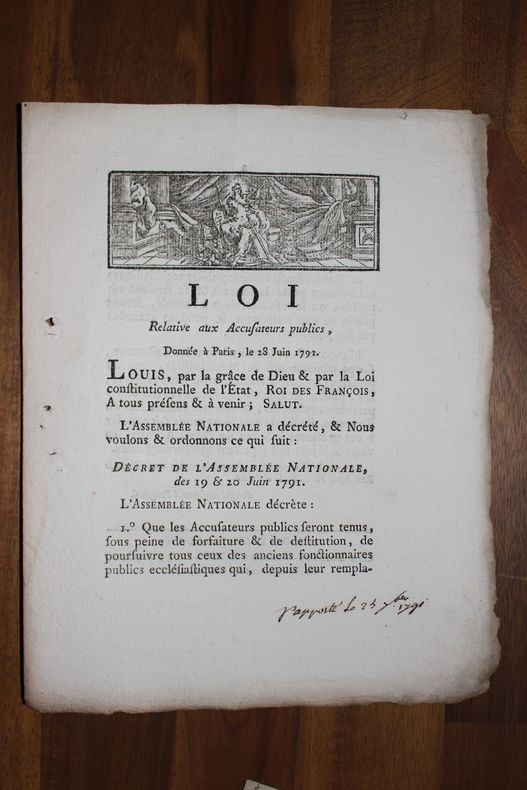 LOI
Relative aux Accuſateurs publics,
Donnée à Paris, le 28 Juin 1791.
LOUIS, par la grâce de Dieu & par la Loi
conſtitutionnelle de l'État, ROI DES FRANÇOIS,
A tous préſens & à venir; SALUT.
L'ASSEMBLÉE NATIONALE a décrété, & Nous
voulons & ordonnons ce qui ſuit:
DÉCRET DE L'ASSEMBLÉE NATIONALE,
des 19 & 20 Juin 1791.
L'ASSEMBLÉE NATIONALE décrète:
1.º Que les Accuſateurs publics ſeront tenus,
ſous peine de forfaiture & de deſtitution, de
pourſuivre tous ceux des anciens fonctionnaires
publics eccléſiaſtiques qui, depuis leur rempla-
rapporté le 25 7bre 1791